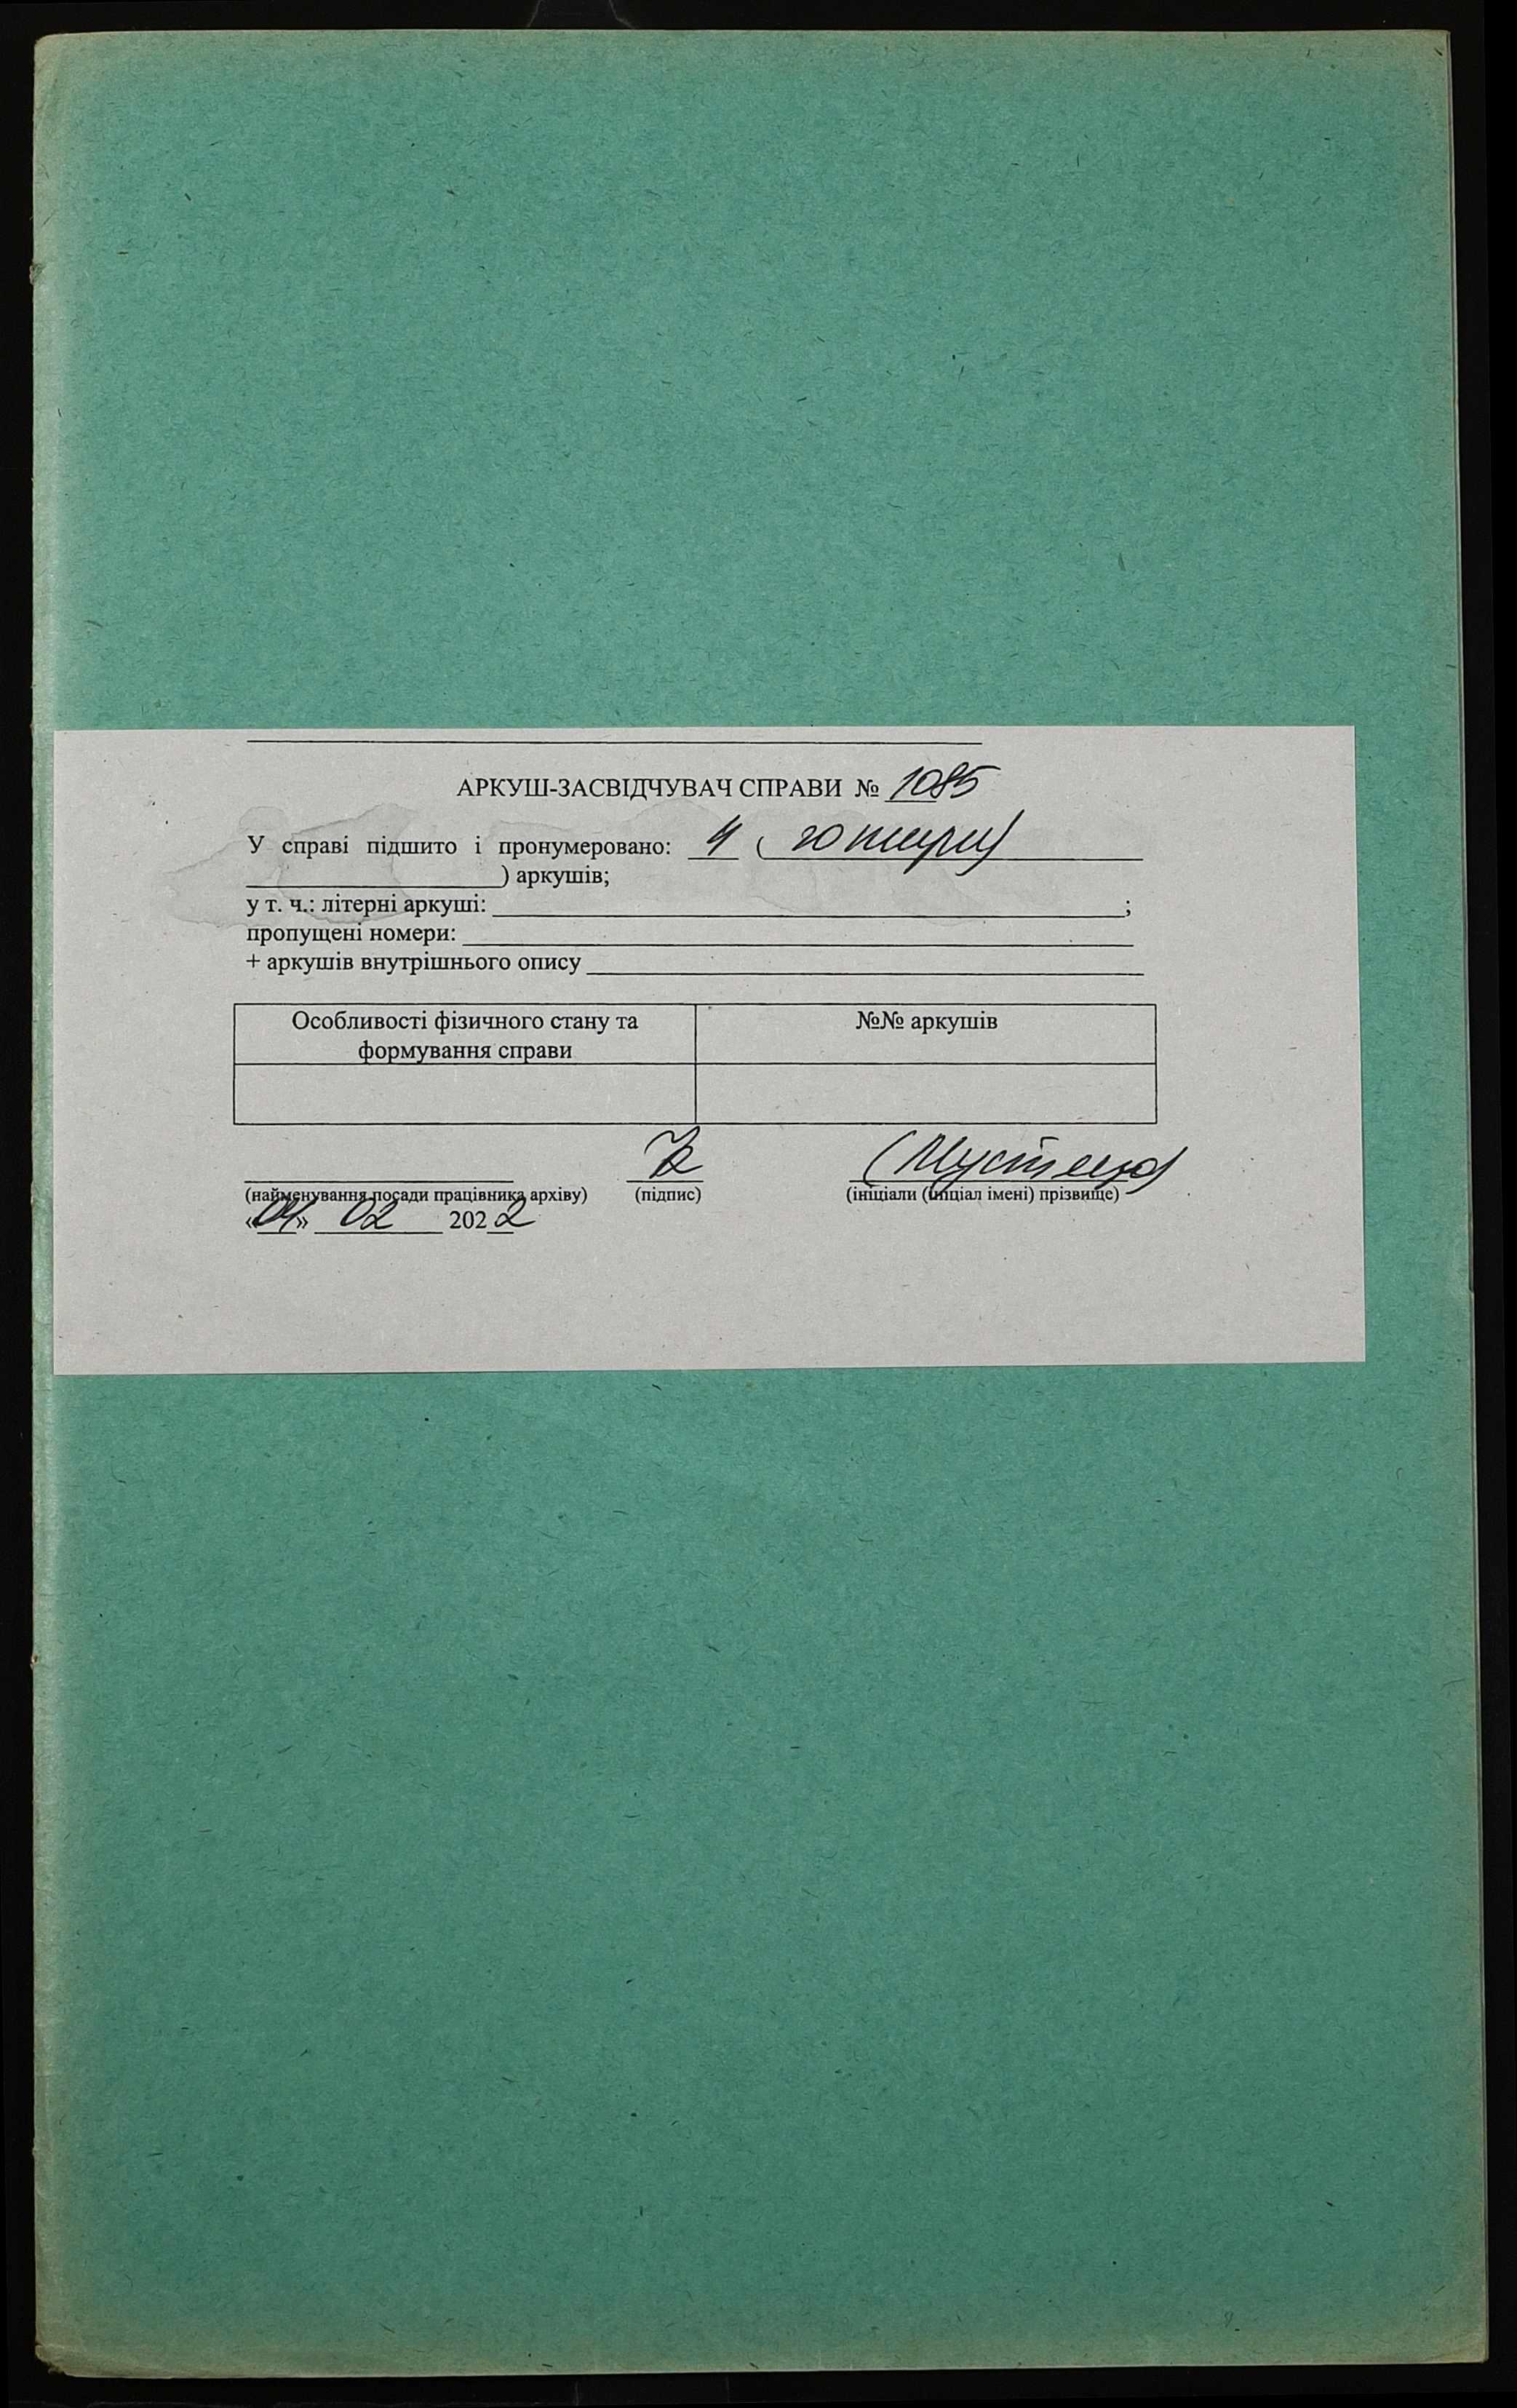 АРКУШ-ЗАСВІДЧУВАЧ СПРАВИ № 1085
У справі підшито і пронумеровано: 4 ( чотири)
) аркушів;
у т. ч.: літерні аркуші: ;
пропущені номери:
+ аркушів внутрішнього опису
Особливості фізичного стану та
формування справи
№№ аркушів
(найменування посади працівника архіву) (підпис) (ініціали (ініціал імені) прізвище)
«04» 02 2022